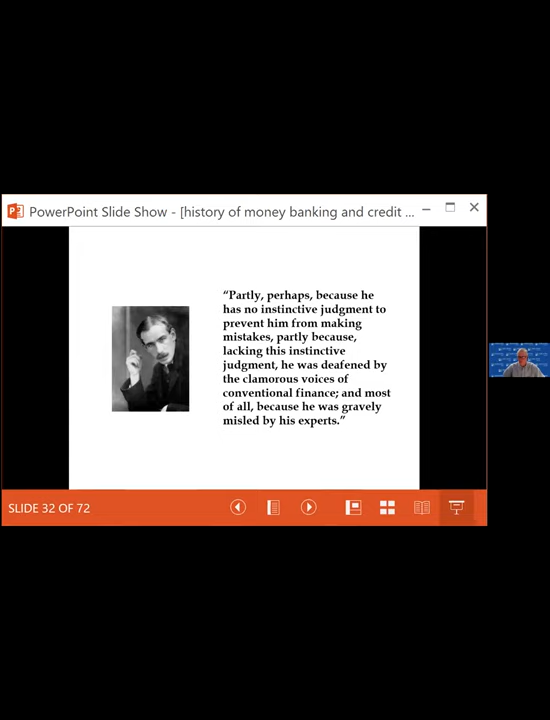 PowerPoint Slide Show - [history of money banking and credit ...
“Partly, perhaps, because he
has no instinctive judgment to
prevent him from making
mistakes, partly because,
lacking this instinctive
judgment, he was deafened by
the clamorous voices of
conventional finance; and most
of all, because he was gravely
misled by his experts.”
SLIDE 32 OF 72